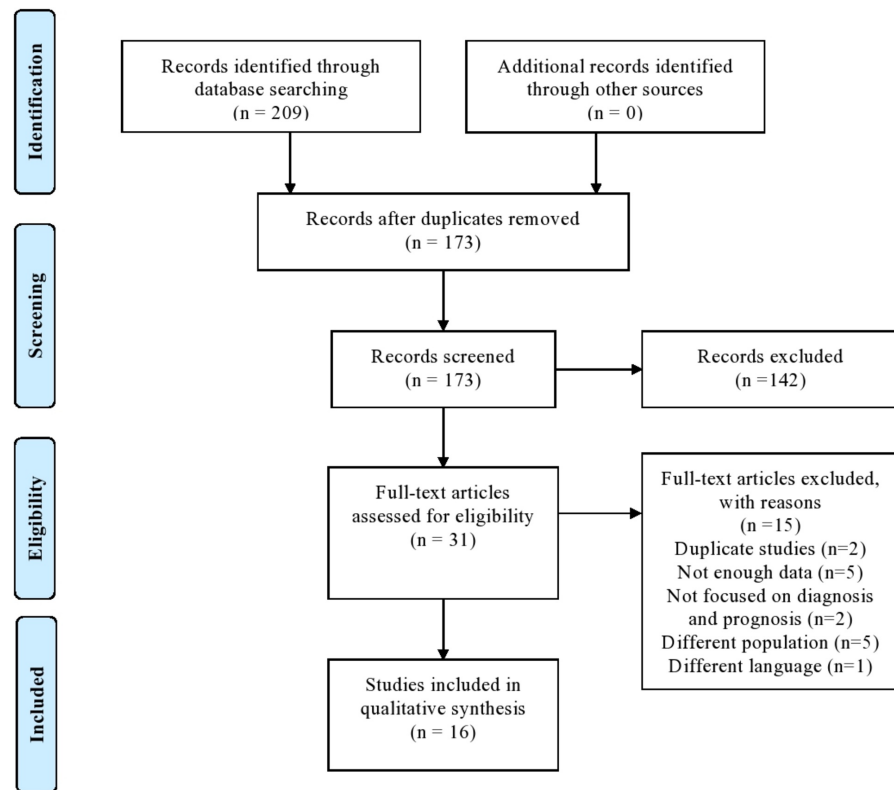 Identification
Records identified through
database searching
(n = 209)
Additional records identified
through other sources
(n = 0)
Records after duplicates removed
(n = 173)
Screening
Records screened
(n = 173)
Records excluded
(n =142)
Eligibility
Full-text articles
assessed for eligibility
(n = 31)
Full-text articles excluded,
with reasons
(n =15)
Duplicate studies (n=2)
Not enough data (n=5)
Not focused on diagnosis
and prognosis (n=2)
Different population (n=5)
Different language (n=1)
Included
Studies included in
qualitative synthesis
(n = 16)